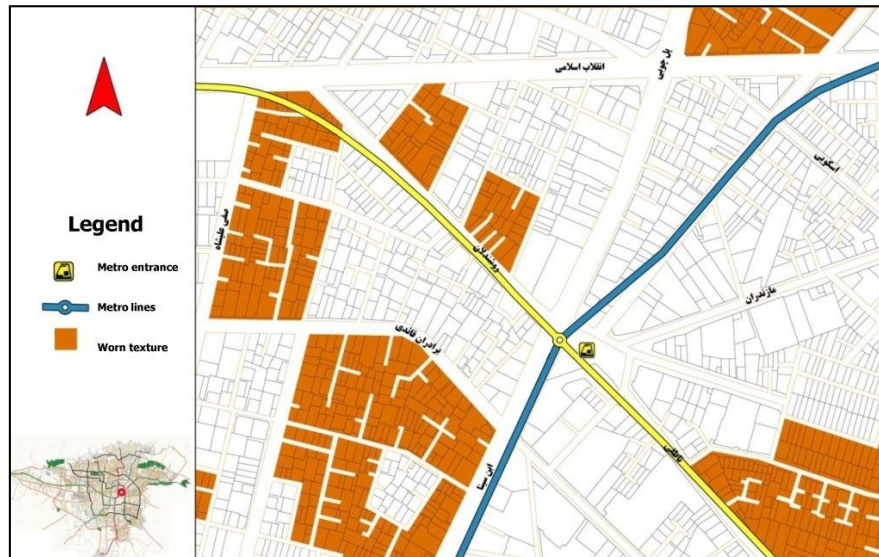 Legend
Metro entrance
Metro lines
Worn texture
انقلاب اسلامی
پل چوبی
اسکویی
صفی علیشاه
روشندلان
مازندران
برادران قائدی
ابن سینا